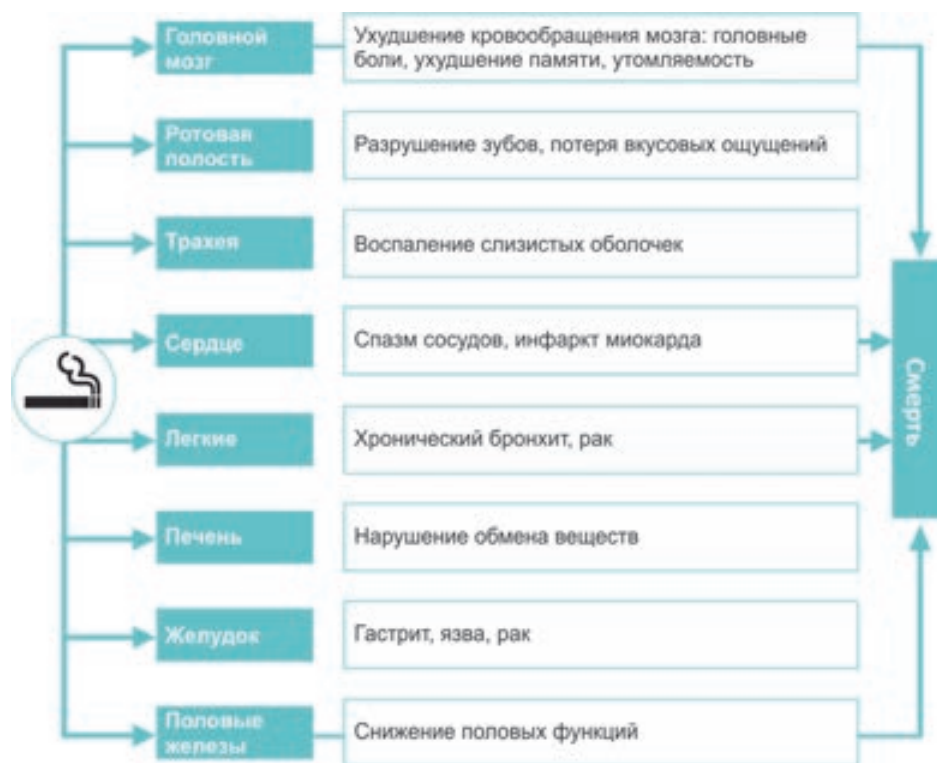 Головной
мозг
Ухудшение кровообращения мозга: головные
боли, ухудшение памяти, утомляемость
Ротовая
полость
Разрушение зубов, потеря вкусовых ощущений
Трахея
Воспаление слизистых оболочек
Сердце
Спазм сосудов, инфаркт миокарда
Легкие
Хронический бронхит, рак
Печень
Нарушение обмена веществ
Желудок
Гастрит, язва, рак
Половые
железы
Снижение половых функций
Смерть